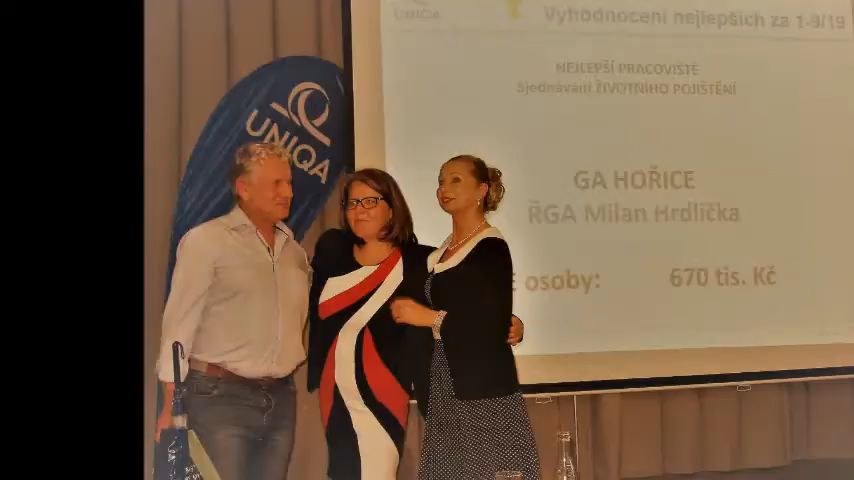 UNIQA
Vyhodnocení nejlepších za 1-9/19
NEJLEPŠÍ PRACOVIŠTĚ
Sjednávání ŽIVOTNÍHO POJIŠTĚNÍ
UNIQA
GA HOŘICE
ŘGA Milan Hrdlička
osoby: 670 tis. Kč